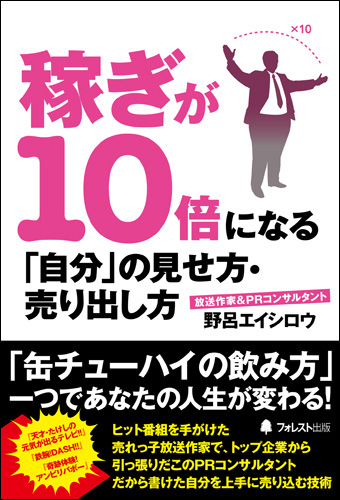 ×10
稼ぎが
10倍になる
「自分」の見せ方・
売り出し方
放送作家&PRコンサルタント
野呂エイシロウ
「缶チューハイの飲み方」
一つであなたの人生が変わる!
フォレスト出版
『天才・たけしの
元気が出るテレビ!!』
『鉄腕!DASH!!』
『奇跡体験!
アンビリバボー』
ヒット番組を手がけた
売れっ子放送作家で、トップ企業から
引っ張りだこのPRコンサルタント
だから書けた自分を上手に売り込む技術